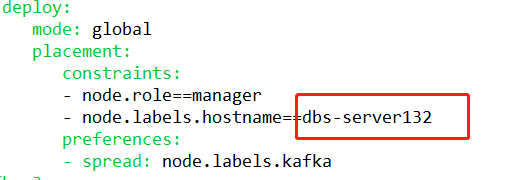 deploy:
mode: global
placement:
constraints:
- node.role==manager
- node.labels.hostname==dbs-server132
preferences:
- spread: node.labels.kafka